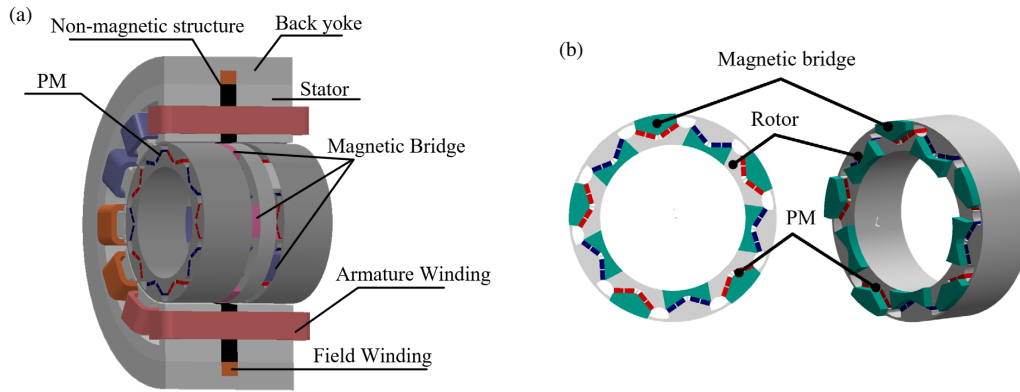 (a)
Non-magnetic structure
Back yoke
PM
Stator
Magnetic Bridge
Armature Winding
Field Winding
(b)
Magnetic bridge
Rotor
PM